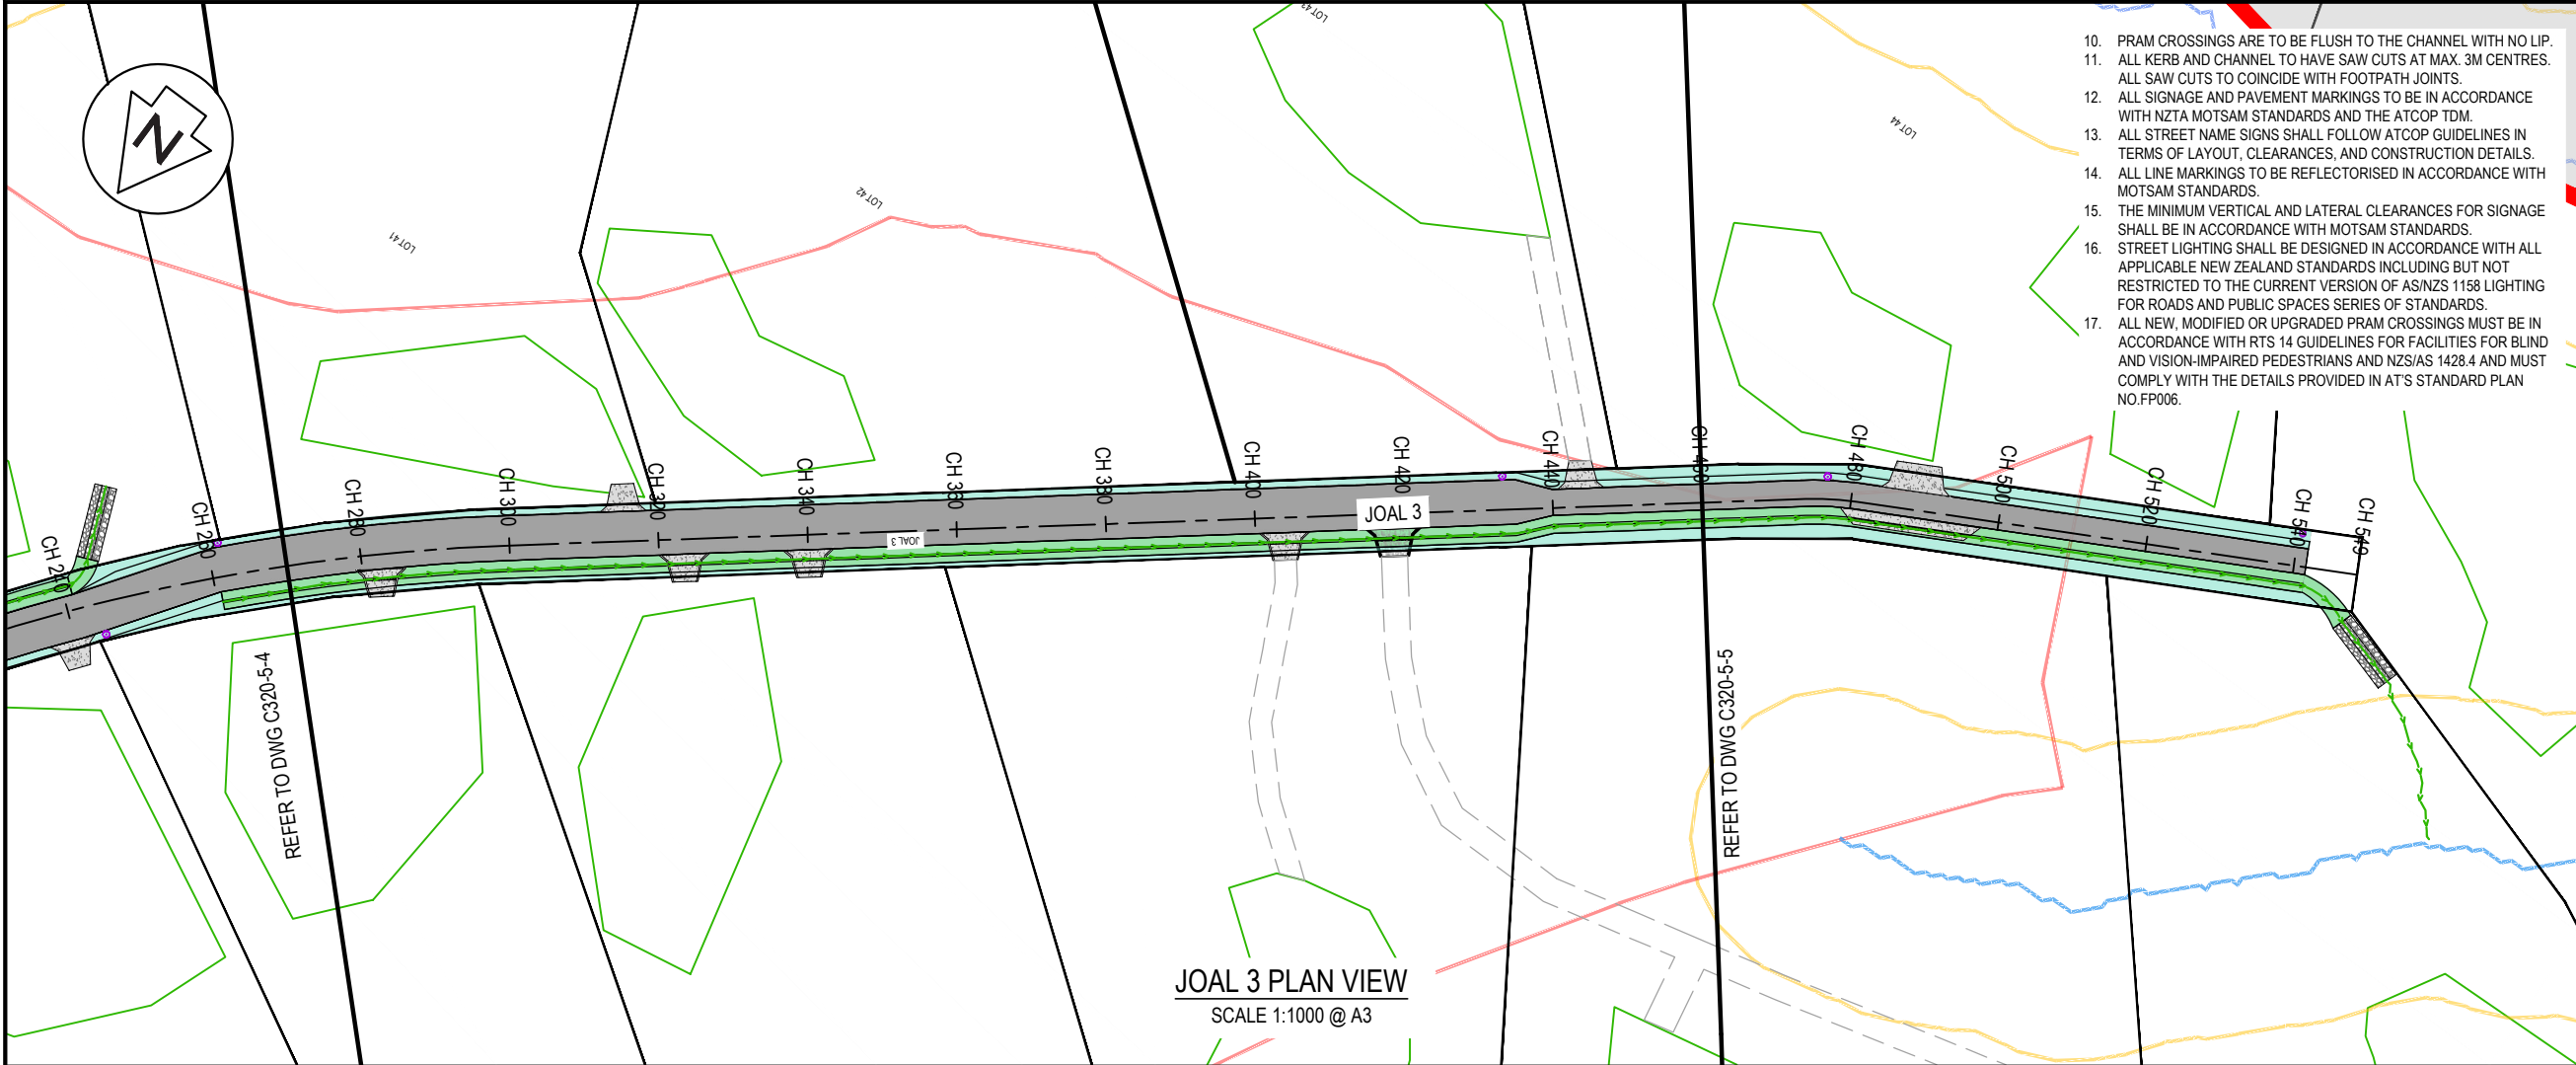 10. PRAM CROSSINGS ARE TO BE FLUSH TO THE CHANNEL WITH NO LIP.
11. ALL KERB AND CHANNEL TO HAVE SAW CUTS AT MAX. 3M CENTRES.
ALL SAW CUTS TO COINCIDE WITH FOOTPATH JOINTS.
12. ALL SIGNAGE AND PAVEMENT MARKINGS TO BE IN ACCORDANCE
WITH NZTA MOTSAM STANDARDS AND THE ATCOP TDM.
13. ALL STREET NAME SIGNS SHALL FOLLOW ATCOP GUIDELINES IN
TERMS OF LAYOUT, CLEARANCES, AND CONSTRUCTION DETAILS.
14. ALL LINE MARKINGS TO BE REFLECTORISED IN ACCORDANCE WITH
MOTSAM STANDARDS.
15. THE MINIMUM VERTICAL AND LATERAL CLEARANCES FOR SIGNAGE
SHALL BE IN ACCORDANCE WITH MOTSAM STANDARDS.
16. STREET LIGHTING SHALL BE DESIGNED IN ACCORDANCE WITH ALL
APPLICABLE NEW ZEALAND STANDARDS INCLUDING BUT NOT
RESTRICTED TO THE CURRENT VERSION OF AS/NZS 1158 LIGHTING
FOR ROADS AND PUBLIC SPACES SERIES OF STANDARDS.
17. ALL NEW, MODIFIED OR UPGRADED PRAM CROSSINGS MUST BE IN
ACCORDANCE WITH RTS 14 GUIDELINES FOR FACILITIES FOR BLIND
AND VISION-IMPAIRED PEDESTRIANS AND NZS/AS 1428.4 AND MUST
COMPLY WITH THE DETAILS PROVIDED IN AT'S STANDARD PLAN
NO.FP006.
N
LOT 41
LOT 42
LOT 43
LOT 44
CH 240
CH 260
CH 280
CH 300
CH 320
CH 340
CH 360
CH 380
CH 400
CH 420
CH 440
CH 460
CH 480
CH 500
CH 520
CH 540
CH 549
JOAL 3
JOAL 3
REFER TO DWG C320-5-4
REFER TO DWG C320-5-5
JOAL 3 PLAN VIEW
SCALE 1:1000 @ A3